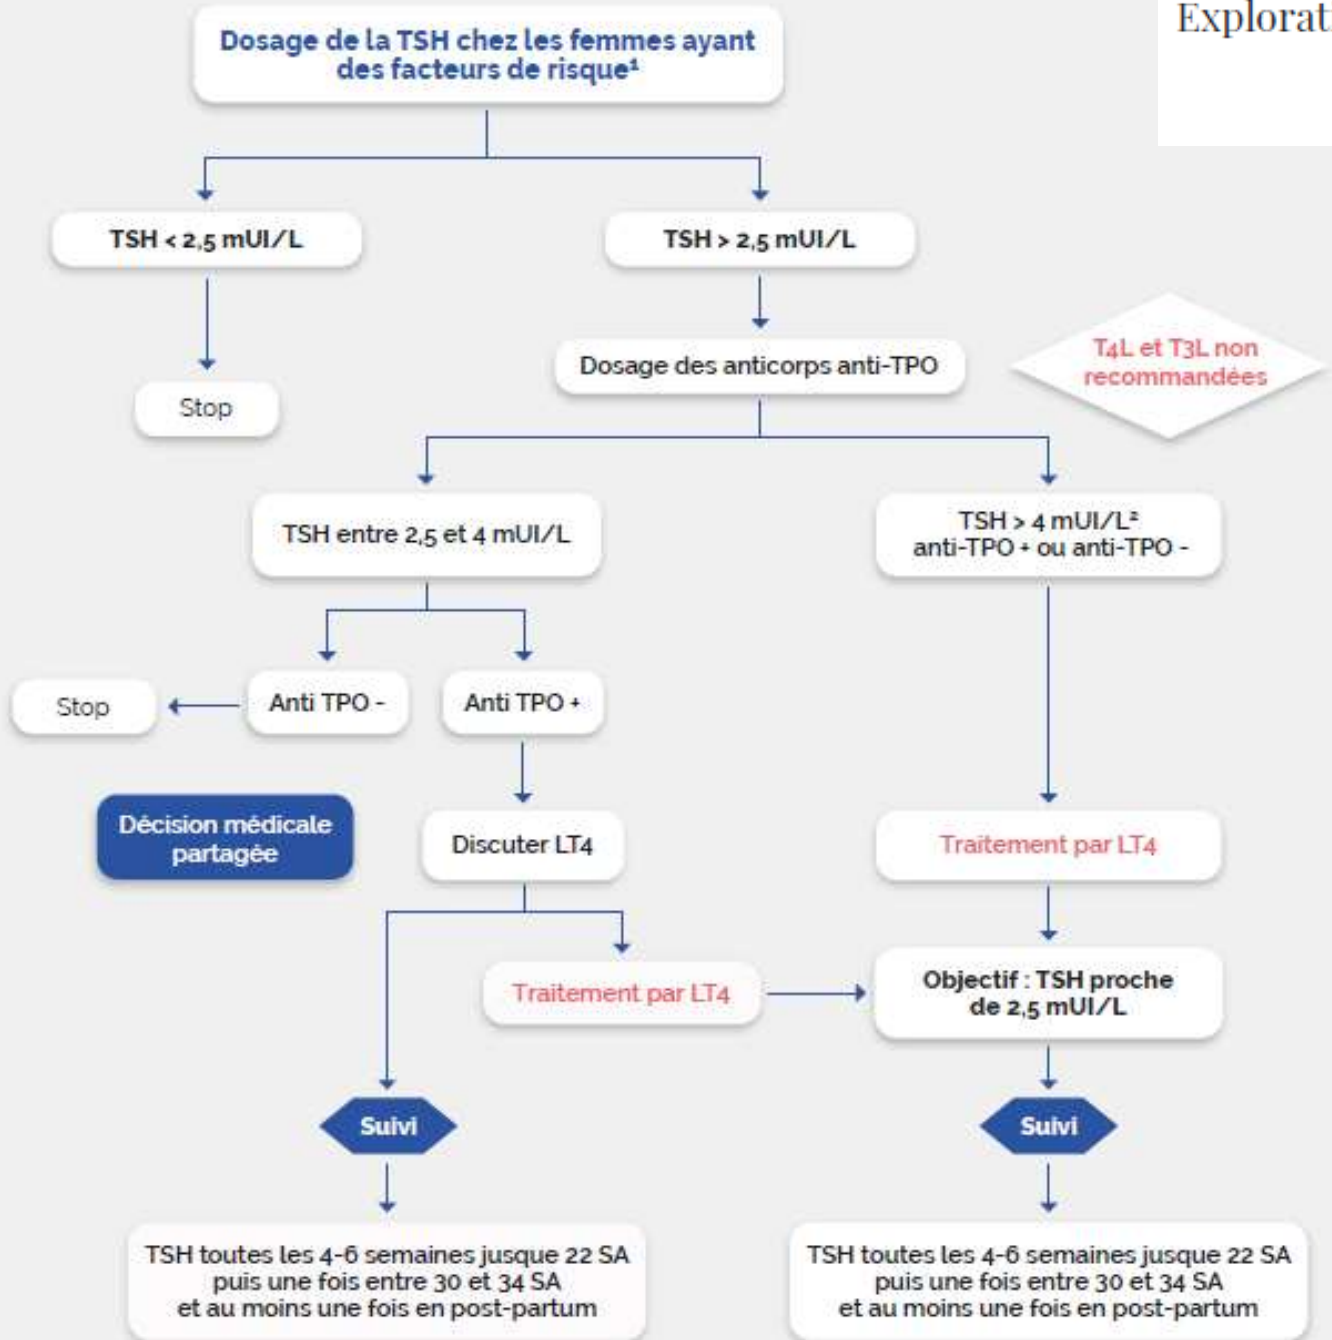 Explorat
Dosage de la TSH chez les femmes ayant
des facteurs de risque¹
TSH < 2,5 mUI/L
TSH > 2,5 mUI/L
Stop
Dosage des anticorps anti-TPO
T4L et T3L non
recommandées
TSH entre 2,5 et 4 mUI/L
TSH > 4 mUI/L²
anti-TPO + ou anti-TPO -
Stop
Anti TPO -
Anti TPO +
Décision médicale
partagée
Discuter LT4
Traitement par LT4
Traitement par LT4
Objectif : TSH proche
de 2,5 mUI/L
Suivi
Suivi
TSH toutes les 4-6 semaines jusque 22 SA
puis une fois entre 30 et 34 SA
et au moins une fois en post-partum
TSH toutes les 4-6 semaines jusque 22 SA
puis une fois entre 30 et 34 SA
et au moins une fois en post-partum